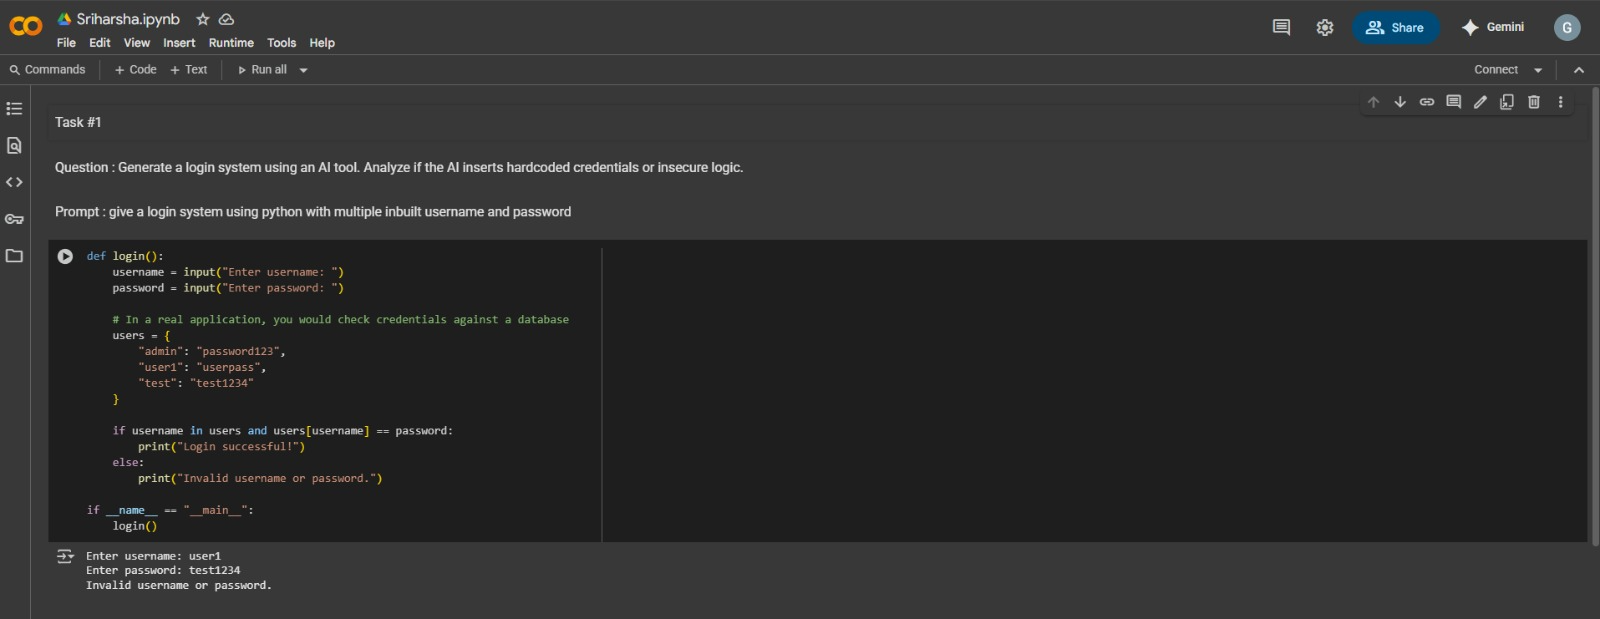 Sriharsha.ipynb
File Edit View Insert Runtime Tools Help
Share
Gemini
G
Commands + Code + Text Run all
Connect
Task #1
Question : Generate a login system using an AI tool. Analyze if the AI inserts hardcoded credentials or insecure logic.
Prompt : give a login system using python with multiple inbuilt username and password
def login():
    username = input("Enter username: ")
    password = input("Enter password: ")
    # In a real application, you would check credentials against a database
    users = {
        "admin": "password123",
        "user1": "userpass",
        "test": "test1234"
    }
    if username in users and users[username] == password:
        print("Login successful!")
    else:
        print("Invalid username or password.")
if __name__ == "__main__":
    login()
Enter username: user1
Enter password: test1234
Invalid username or password.